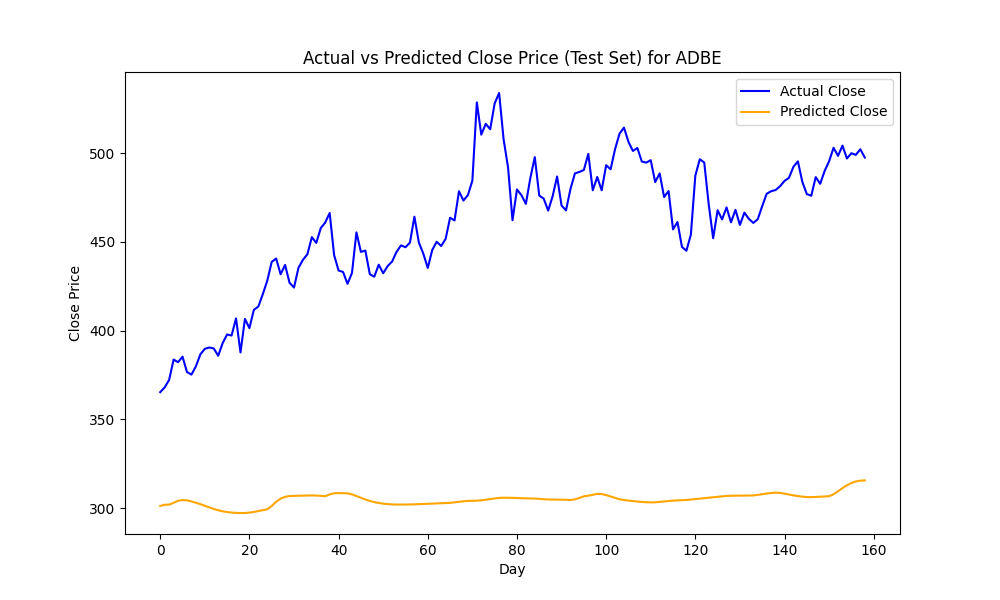 Actual vs Predicted Close Price (Test Set) for ADBE
Actual Close
Predicted Close
Close Price
500
450
400
350
300
0 20 40 60 80 100 120 140 160
Day